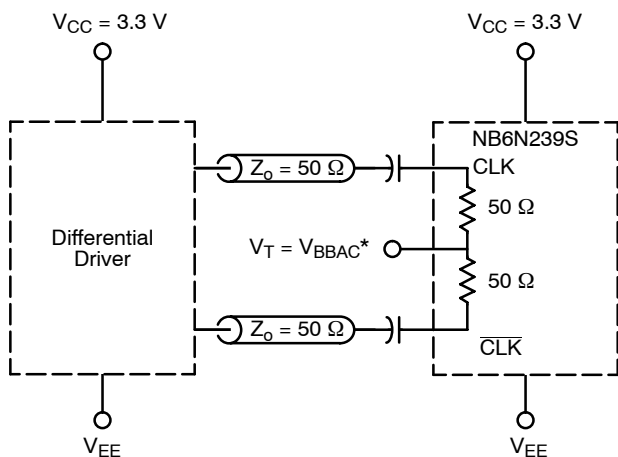 V_CC = 3.3 V
V_CC = 3.3 V
NB6N239S
Z_o = 50 Ω
CLK
50 Ω
Differential
Driver
V_T = V_BBAC*
50 Ω
Z_o = 50 Ω
C̅L̅K̅
V_EE
V_EE